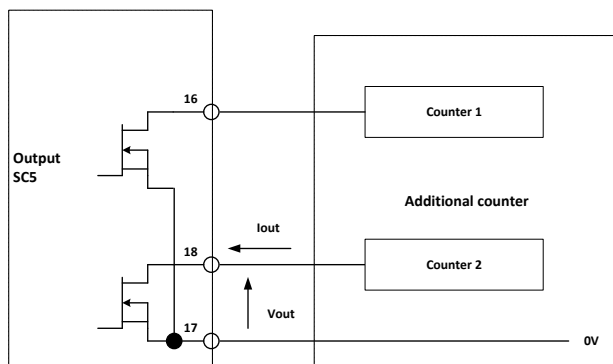 16
Counter 1
Output
SC5
Additional counter
Iout
18
Counter 2
Vout
17
0V